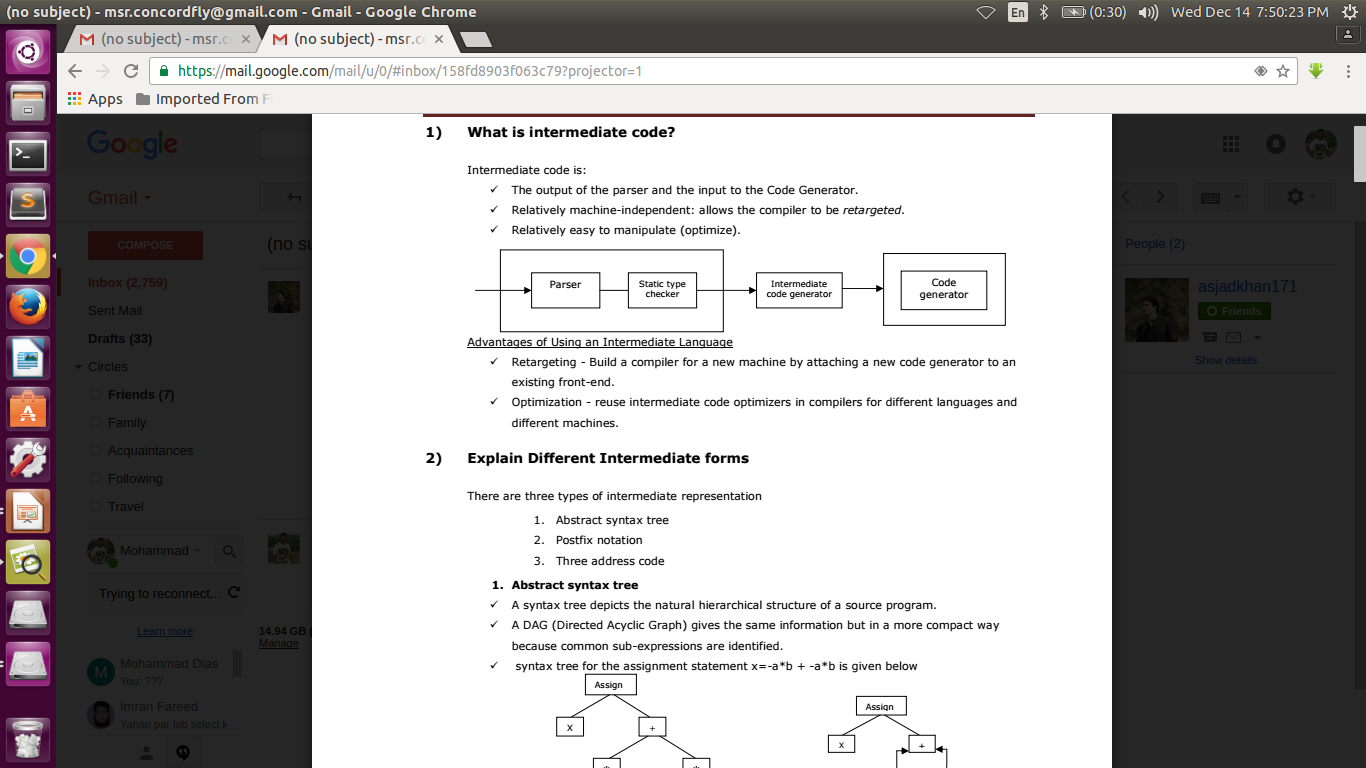 (no subject) - msr.concordfly@gmail.com - Gmail - Google Chrome
En
(0:30)
Wed Dec 14 7:50:23 PM
(no subject) - msr.c
(no subject) - msr.c
https://mail.google.com/mail/u/0/#inbox/158fd8903f063c79?projector=1
Apps
Imported From F
Google
Gmail
COMPOSE
(no su
Inbox (2,759)
Sent Mail
Drafts (33)
Circles
Friends (7)
Family
Acquaintances
Following
Travel
Mohammad
Trying to reconnect...
Learn more
14.94 GB (
Manage
Mohammad Dias
You: ???
Imran Fareed
Yahan par lab select k
1) What is intermediate code?
Intermediate code is:
✓ The output of the parser and the input to the Code Generator.
✓ Relatively machine-independent: allows the compiler to be retargeted.
✓ Relatively easy to manipulate (optimize).
Parser
Static type
checker
Intermediate
code generator
Code
generator
Advantages of Using an Intermediate Language
✓ Retargeting - Build a compiler for a new machine by attaching a new code generator to an
existing front-end.
✓ Optimization - reuse intermediate code optimizers in compilers for different languages and
different machines.
2) Explain Different Intermediate forms
There are three types of intermediate representation
1. Abstract syntax tree
2. Postfix notation
3. Three address code
1. Abstract syntax tree
✓ A syntax tree depicts the natural hierarchical structure of a source program.
✓ A DAG (Directed Acyclic Graph) gives the same information but in a more compact way
because common sub-expressions are identified.
✓ syntax tree for the assignment statement x=-a*b + -a*b is given below
Assign
X
+
*
*
Assign
x
+
People (2)
asjadkhan171
Friends
Show details
M